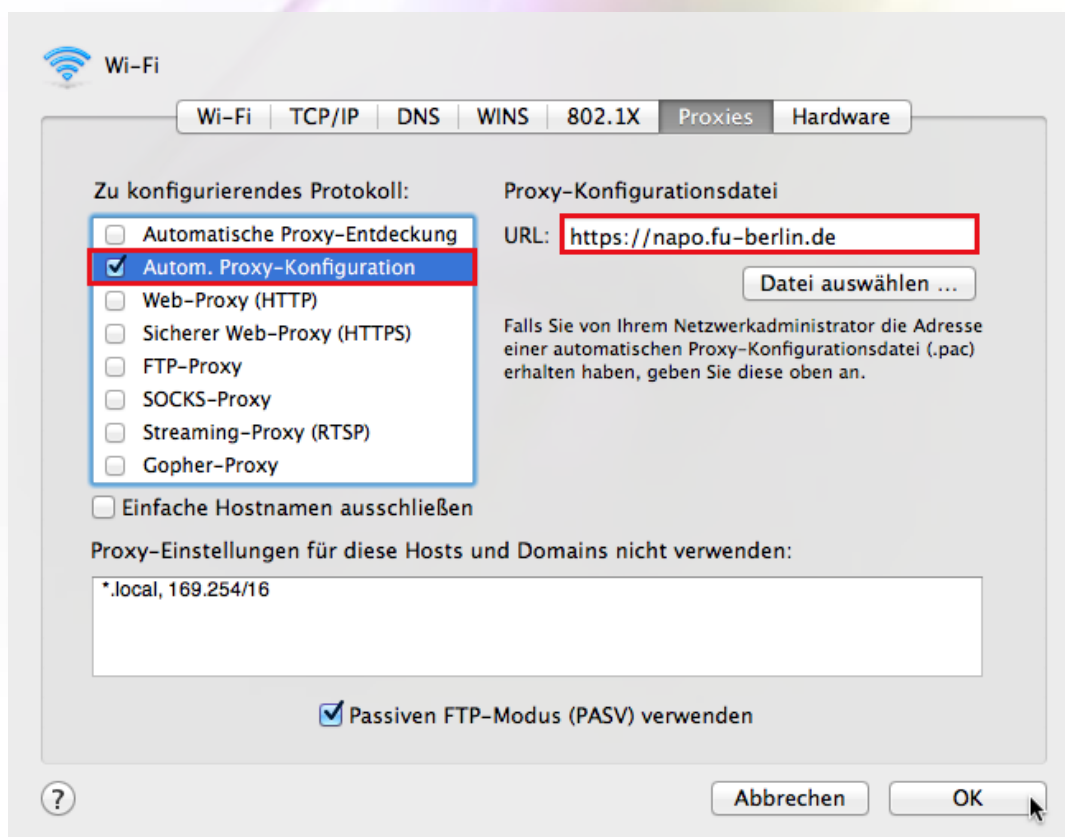 Wi-Fi
Wi-Fi TCP/IP DNS WINS 802.1X Proxies Hardware
Zu konfigurierendes Protokoll:
Automatische Proxy-Entdeckung
Autom. Proxy-Konfiguration
Web-Proxy (HTTP)
Sicherer Web-Proxy (HTTPS)
FTP-Proxy
SOCKS-Proxy
Streaming-Proxy (RTSP)
Gopher-Proxy
Einfache Hostnamen ausschließen
Proxy-Konfigurationsdatei
URL: https://napo.fu-berlin.de
Datei auswählen ...
Falls Sie von Ihrem Netzwerkadministrator die Adresse
einer automatischen Proxy-Konfigurationsdatei (.pac)
erhalten haben, geben Sie diese oben an.
Proxy-Einstellungen für diese Hosts und Domains nicht verwenden:
*.local, 169.254/16
Passiven FTP-Modus (PASV) verwenden
? Abbrechen OK